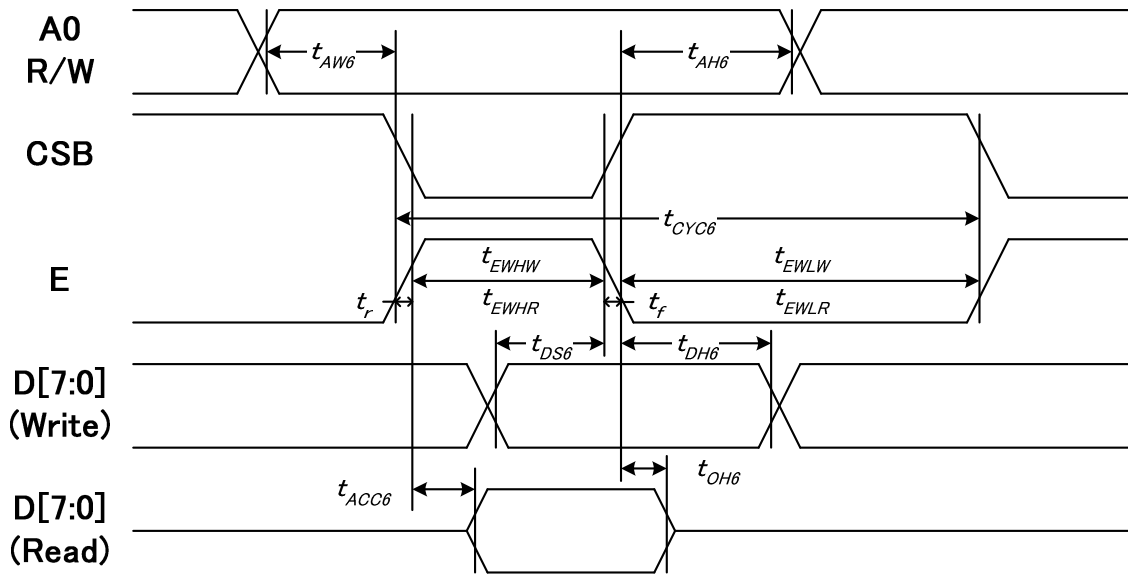 A0
R/W
tAW6
tAH6
CSB
tCYC6
E
tEWHW
tEWLW
tr
tEWHR
tf
tEWLR
tDS6
tDH6
D[7:0]
(Write)
tACC6
tOH6
D[7:0]
(Read)